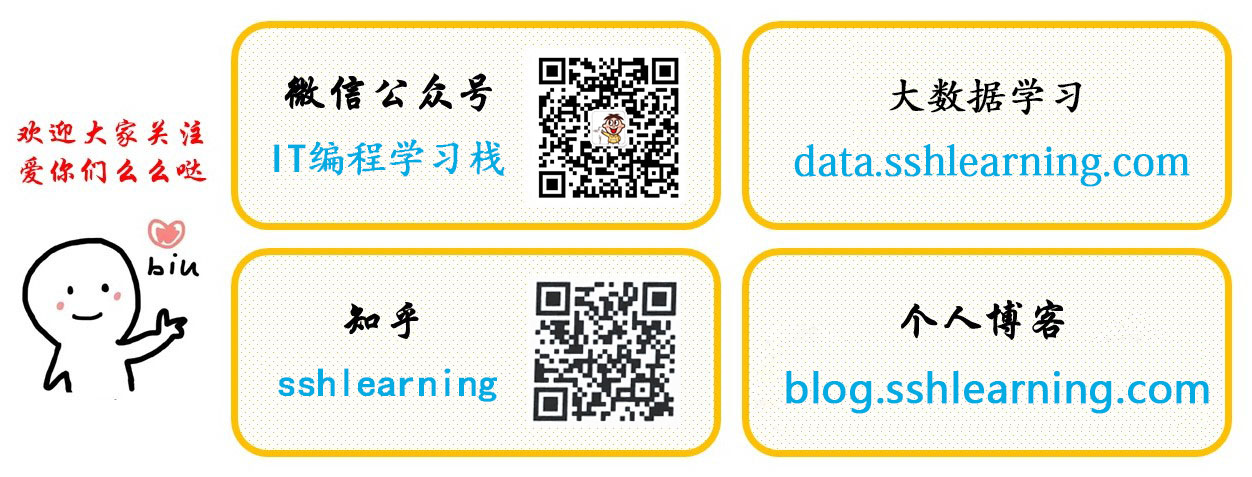 欢迎大家关注
爱你们么么哒
biu
微信公众号
IT编程学习栈
大数据学习
data.sshlearning.com
知乎
sshlearning
个人博客
blog.sshlearning.com